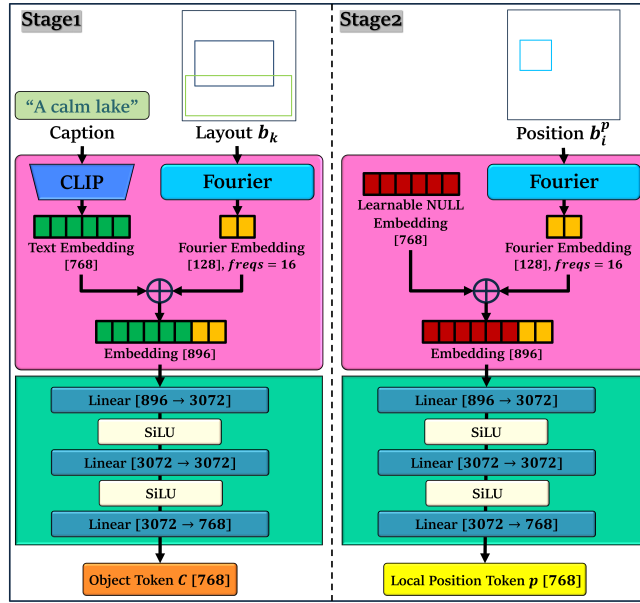 Stage1
“A calm lake”
Caption
Layout b_k
CLIP
Fourier
Text Embedding
[768]
Fourier Embedding
[128], freqs = 16
Embedding [896]
Linear [896 → 3072]
SiLU
Linear [3072 → 3072]
SiLU
Linear [3072 → 768]
Object Token C [768]
Stage2
Position b_i^p
Fourier
Learnable NULL
Embedding
[768]
Fourier Embedding
[128], freqs = 16
Embedding [896]
Linear [896 → 3072]
SiLU
Linear [3072 → 3072]
SiLU
Linear [3072 → 768]
Local Position Token p [768]